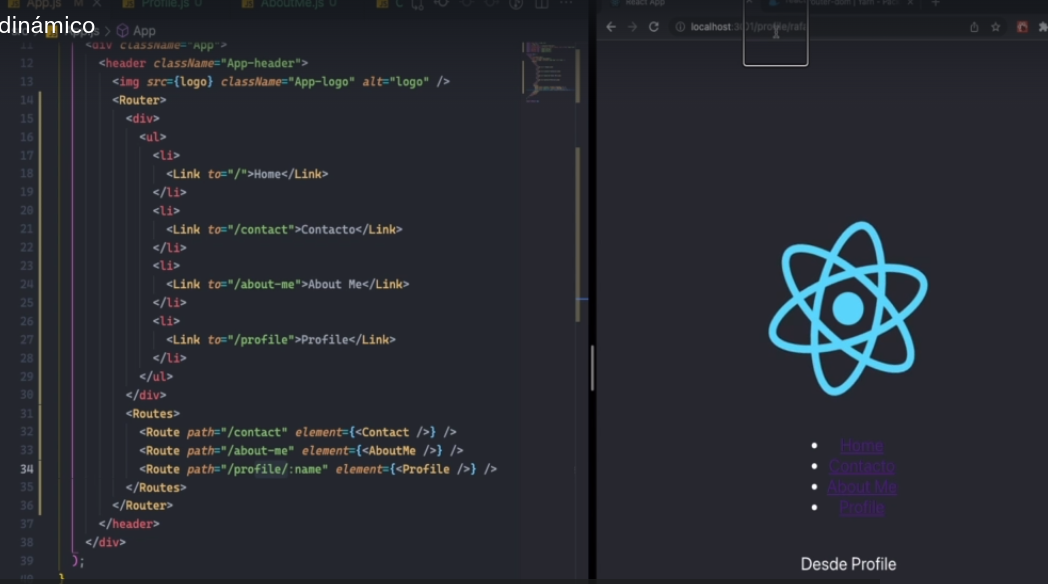 App.js M
Profile.js U
AboutMe.js U
React App
dinámico
App
localhost:3001/profile/rafa
11 <div className="App">
12 <header className="App-header">
13 <img src={logo} className="App-logo" alt="logo" />
14 <Router>
15 <div>
16 <ul>
17 <li>
18 <Link to="/">Home</Link>
19 </li>
20 <li>
21 <Link to="/contact">Contacto</Link>
22 </li>
23 <li>
24 <Link to="/about-me">About Me</Link>
25 </li>
26 <li>
27 <Link to="/profile">Profile</Link>
28 </li>
29 </ul>
30 </div>
31 <Routes>
32 <Route path="/contact" element={<Contact />} />
33 <Route path="/about-me" element={<AboutMe />} />
34 <Route path="/profile/:name" element={<Profile />} />
35 </Routes>
36 </Router>
37 </header>
38 </div>
39 );
40 }
Home
Contacto
About Me
Profile
Desde Profile